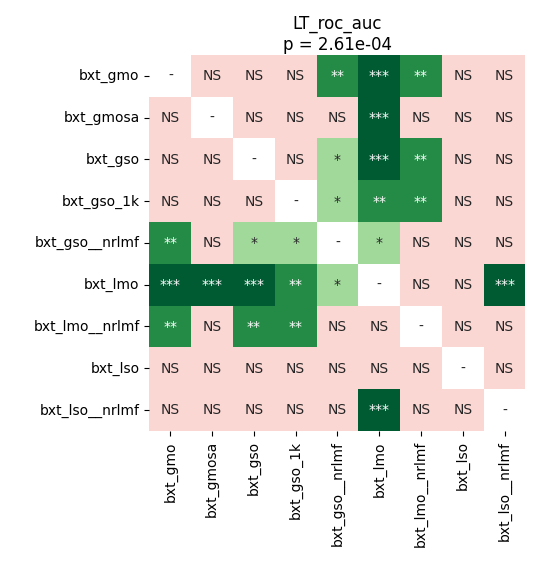 LT_roc_auc
p = 2.61e-04
bxt_gmo - NS NS NS ** *** ** NS NS
bxt_gmosa NS - NS NS NS *** NS NS NS
bxt_gso NS NS - NS * *** ** NS NS
bxt_gso_1k NS NS NS - * ** ** NS NS
bxt_gso__nrlmf ** NS * * - * NS NS NS
bxt_lmo *** *** *** ** * - NS NS ***
bxt_lmo__nrlmf ** NS ** ** NS NS - NS NS
bxt_lso NS NS NS NS NS NS NS - NS
bxt_lso__nrlmf NS NS NS NS NS *** NS NS -
bxt_gmo
bxt_gmosa
bxt_gso
bxt_gso_1k
bxt_gso__nrlmf
bxt_lmo
bxt_lmo__nrlmf
bxt_lso
bxt_lso__nrlmf